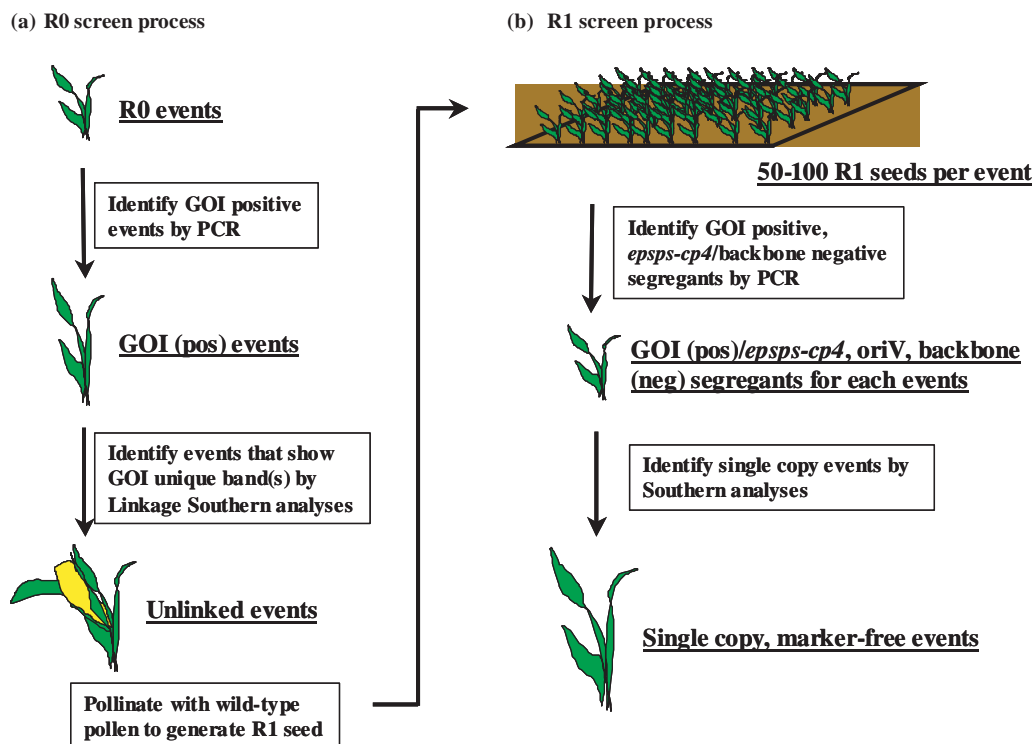 (a) R0 screen process
R0 events
Identify GOI positive
events by PCR
GOI (pos) events
Identify events that show
GOI unique band(s) by
Linkage Southern analyses
Unlinked events
Pollinate with wild-type
pollen to generate R1 seed
(b) R1 screen process
50-100 R1 seeds per event
Identify GOI positive,
epsps-cp4/backbone negative
segregants by PCR
GOI (pos)/epsps-cp4, oriV, backbone
(neg) segregants for each events
Identify single copy events by
Southern analyses
Single copy, marker-free events